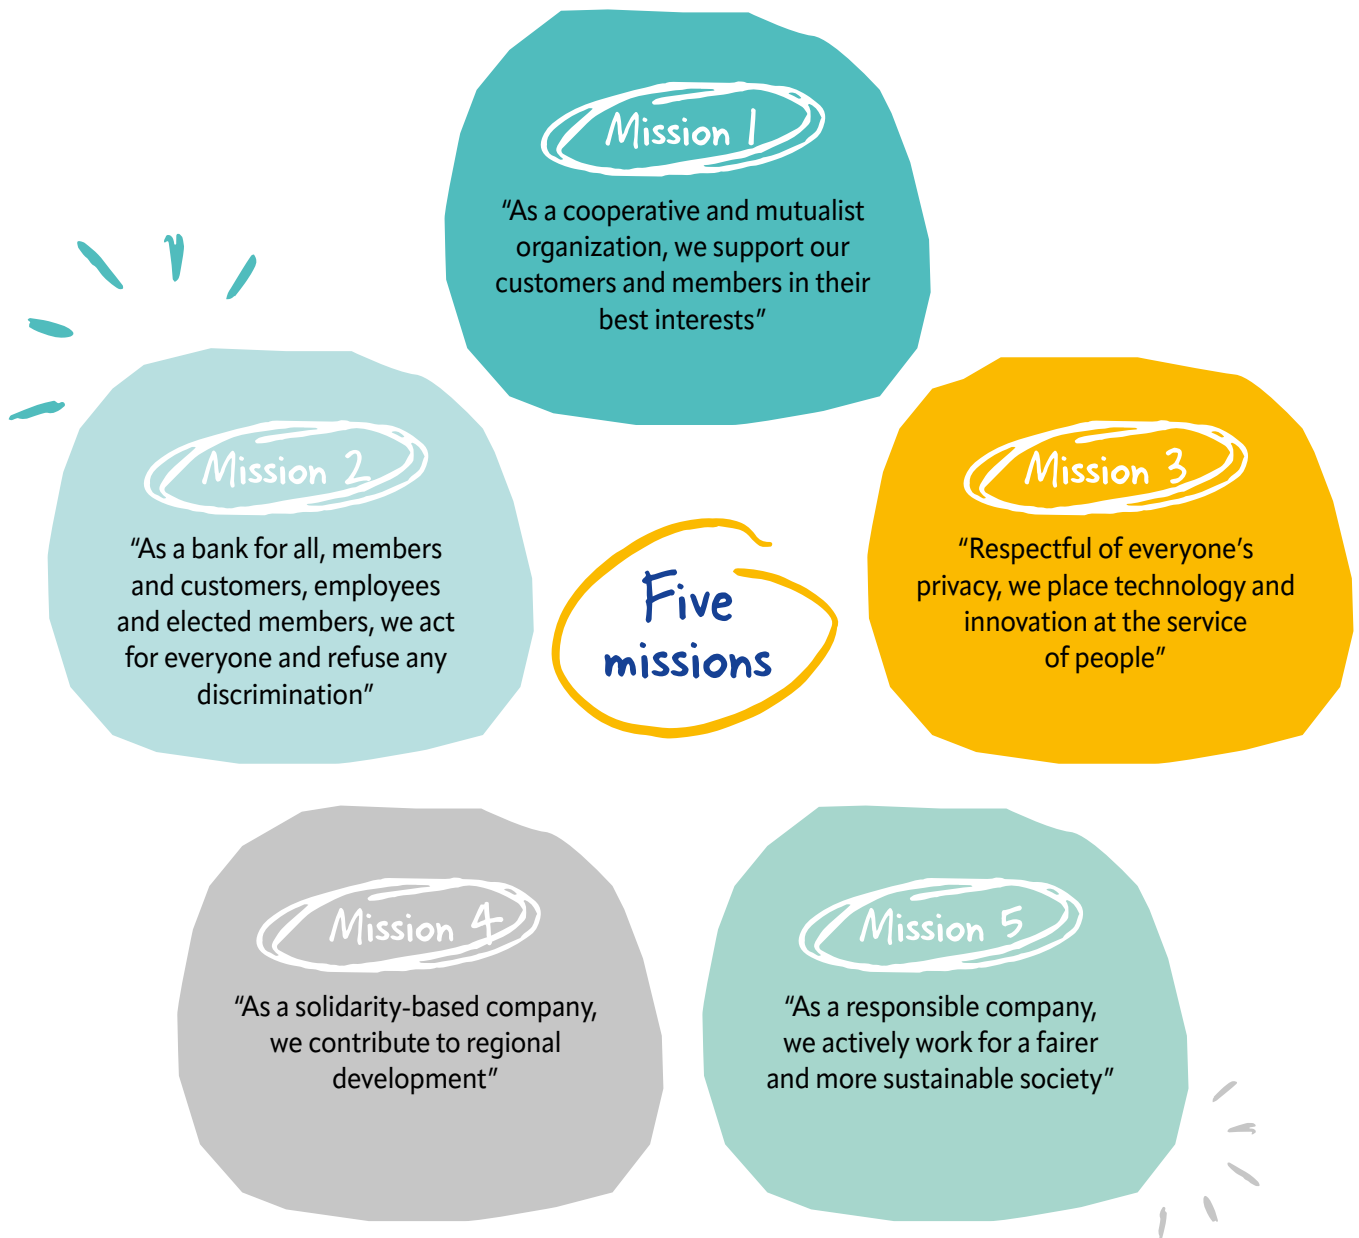 Mission 1
“As a cooperative and mutualist
organization, we support our
customers and members in their
best interests”
Mission 2
“As a bank for all, members
and customers, employees
and elected members, we act
for everyone and refuse any
discrimination”
Mission 3
“Respectful of everyone’s
privacy, we place technology and
innovation at the service
of people”
Five
missions
Mission 4
“As a solidarity-based company,
we contribute to regional
development”
Mission 5
“As a responsible company,
we actively work for a fairer
and more sustainable society”